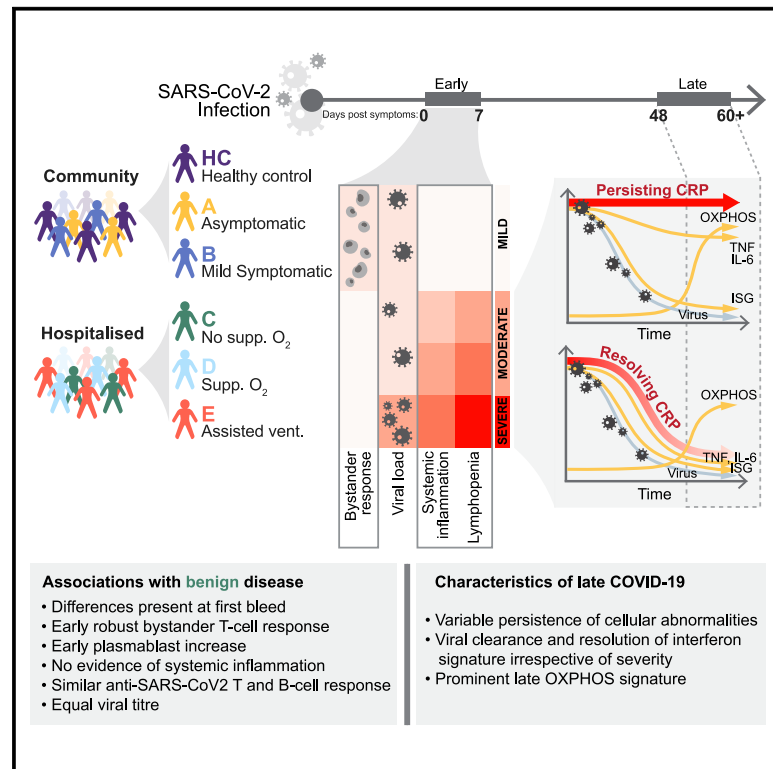 SARS-CoV-2
Infection
Days post symptoms:
Early
0
7
Late
48
60+
Community
HC
Healthy control
A
Asymptomatic
B
Mild Symptomatic
Hospitalised
C
No supp. O2
D
Supp. O2
E
Assisted vent.
MILD
MODERATE
SEVERE
Bystander
response
Viral load
Systemic
inflammation
Lymphopenia
Persisting CRP
OXPHOS
TNF
IL-6
ISG
Virus
Time
Resolving CRP
OXPHOS
TNF, IL-6
ISG
Virus
Time
Associations with benign disease
• Differences present at first bleed
• Early robust bystander T-cell response
• Early plasmablast increase
• No evidence of systemic inflammation
• Similar anti-SARS-CoV2 T and B-cell response
• Equal viral titre
Characteristics of late COVID-19
• Variable persistence of cellular abnormalities
• Viral clearance and resolution of interferon
signature irrespective of severity
• Prominent late OXPHOS signature